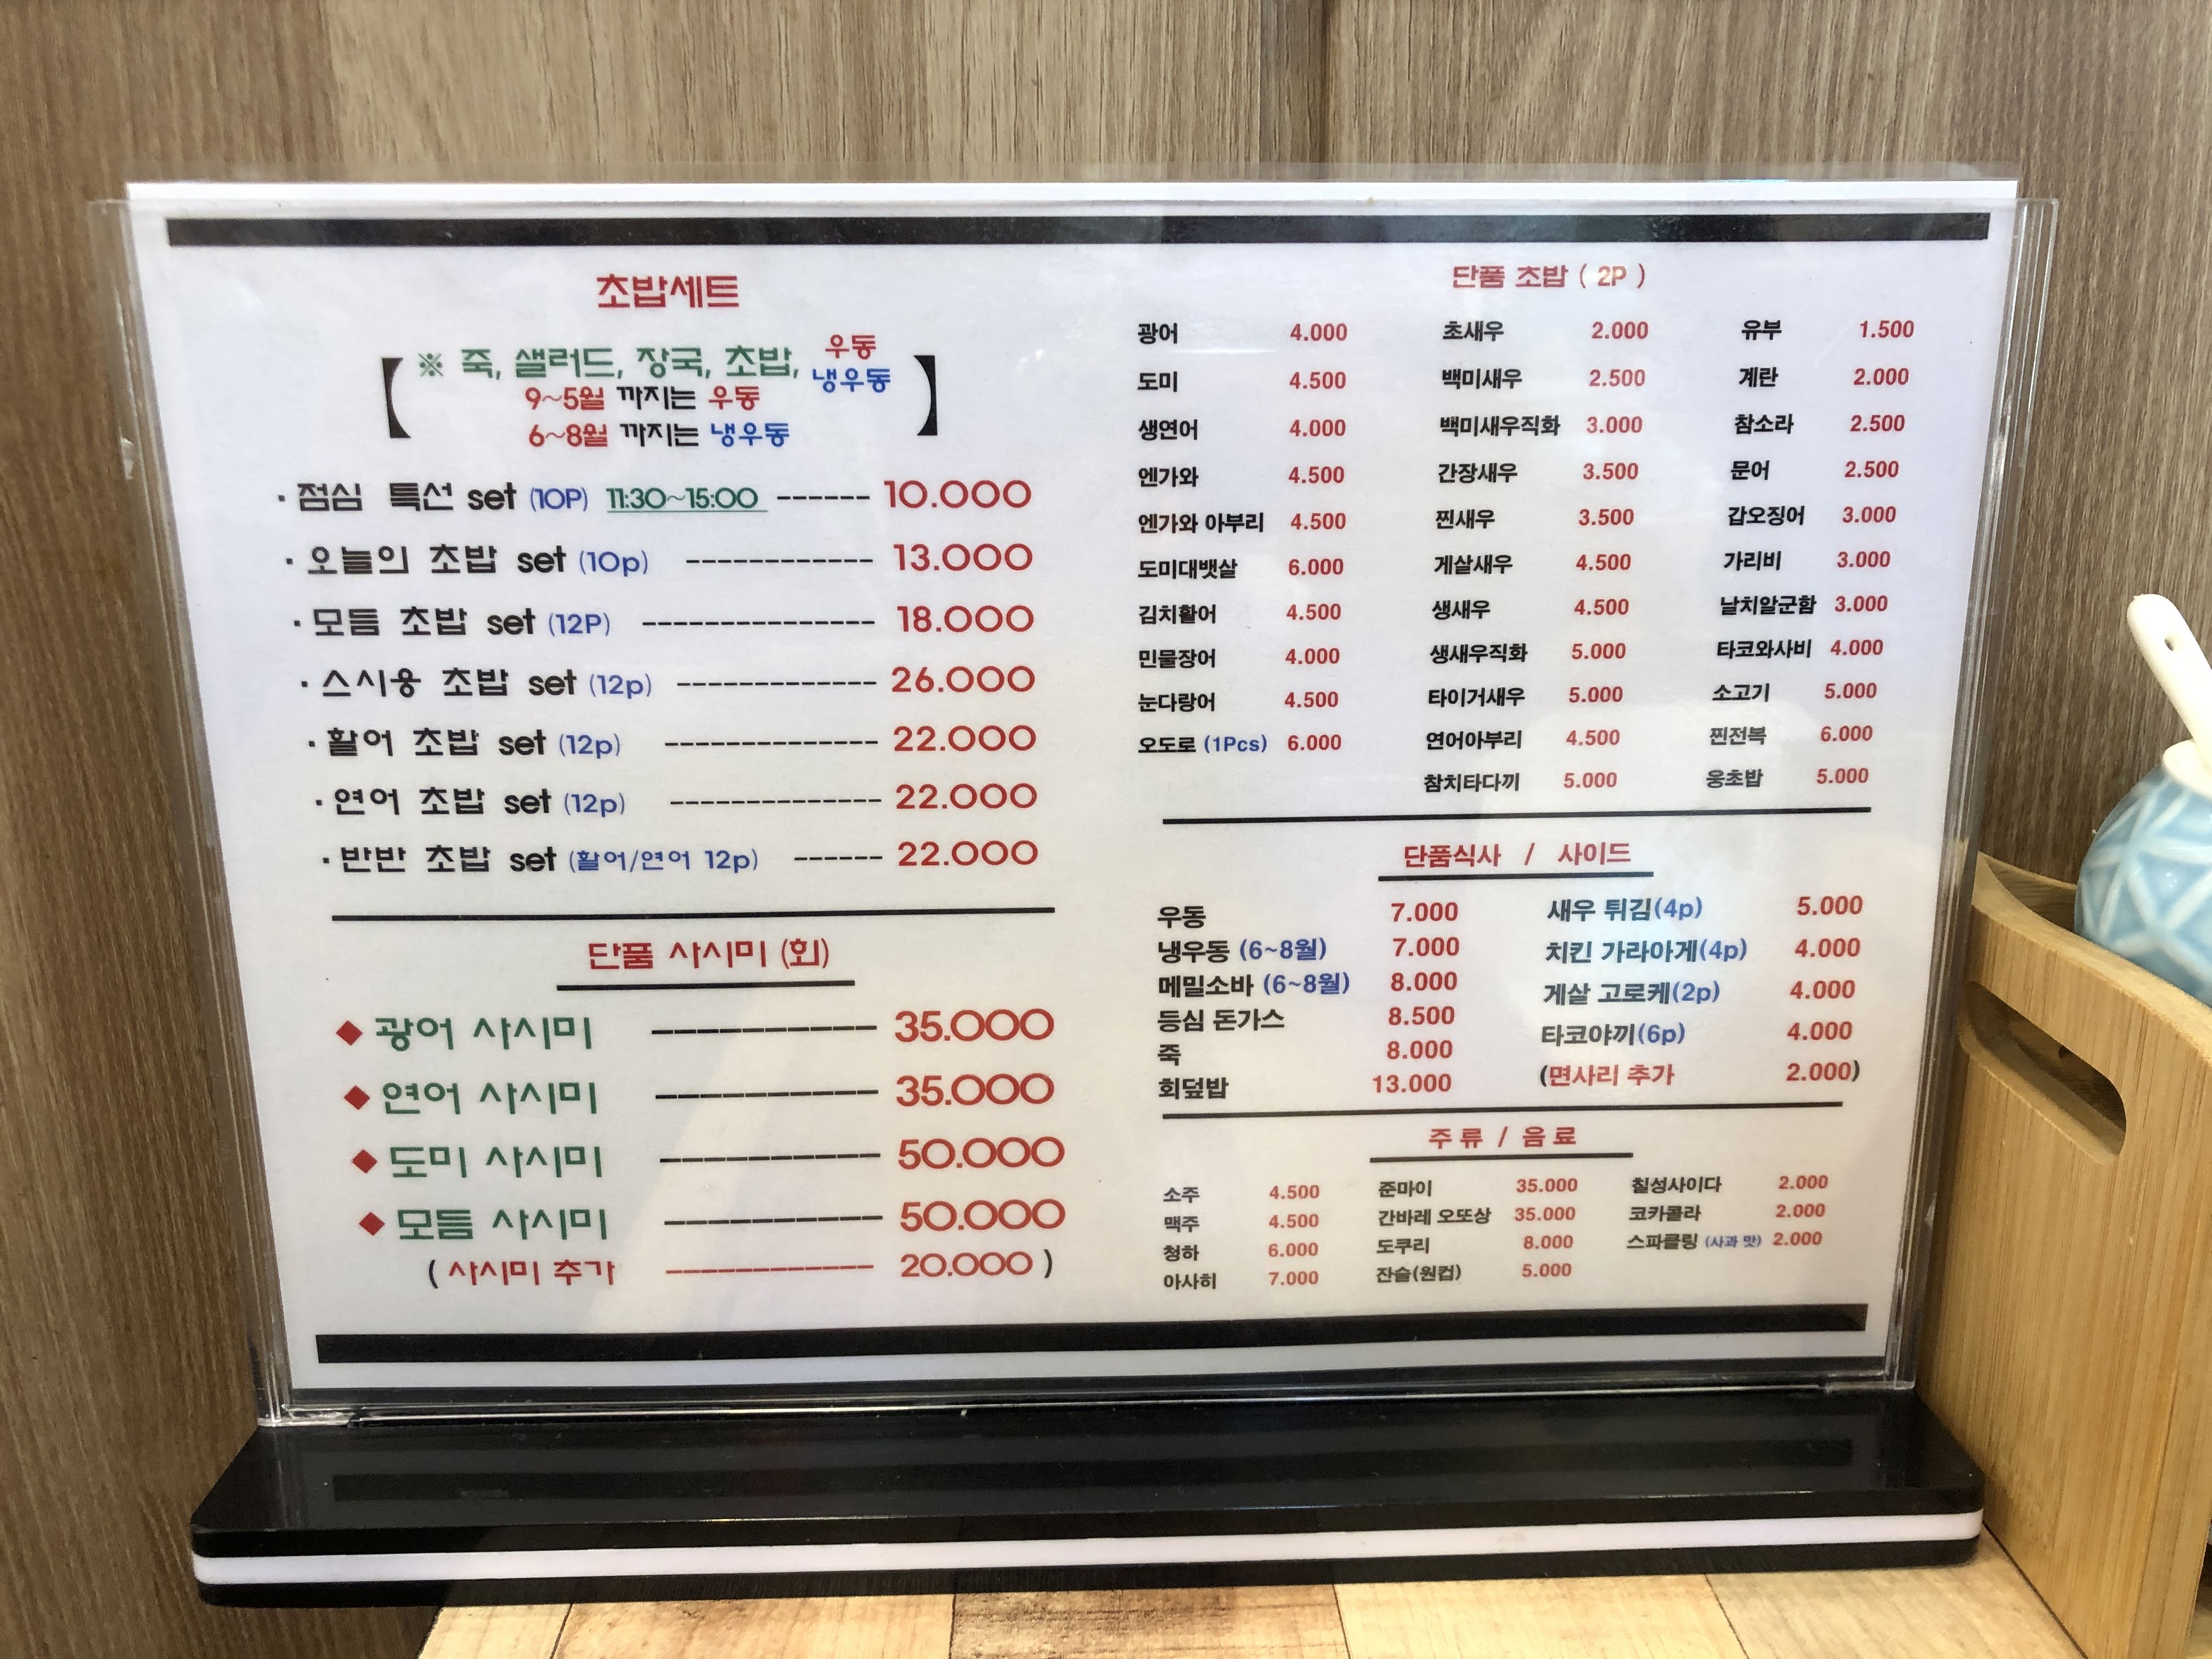 초밥세트
※ 죽, 샐러드, 장국, 초밥, 우동
냉우동
9~5월 까지는 우동
6~8월 까지는 냉우동
· 점심 특선 set (10P) 11:30~15:00 ------ 10.000
· 오늘의 초밥 set (10p) ------------ 13.000
· 모듬 초밥 set (12P) --------------- 18.000
· 스시웅 초밥 set (12p) ------------- 26.000
· 활어 초밥 set (12p) -------------- 22.000
· 연어 초밥 set (12p) -------------- 22.000
· 반반 초밥 set (활어/연어 12p) ------ 22.000
단품 사시미 (회)
◆ 광어 사시미 ----------- 35.000
◆ 연어 사시미 ----------- 35.000
◆ 도미 사시미 ----------- 50.000
◆ 모듬 사시미 ----------- 50.000
( 사시미 추가 ----------- 20.000 )
단품 초밥 ( 2P )
광어 4.000
도미 4.500
생연어 4.000
엔가와 4.500
엔가와 아부리 4.500
도미대뱃살 6.000
김치활어 4.500
민물장어 4.000
눈다랑어 4.500
오도로 (1Pcs) 6.000
초새우 2.000
백미새우 2.500
백미새우직화 3.000
간장새우 3.500
찐새우 3.500
게살새우 4.500
생새우 4.500
생새우직화 5.000
타이거새우 5.000
연어아부리 4.500
참치타다끼 5.000
유부 1.500
계란 2.000
참소라 2.500
문어 2.500
갑오징어 3.000
가리비 3.000
날치알군함 3.000
타코와사비 4.000
소고기 5.000
찐전복 6.000
웅초밥 5.000
단품식사 / 사이드
우동 7.000
냉우동 (6~8월) 7.000
메밀소바 (6~8월) 8.000
등심 돈가스 8.500
죽 8.000
회덮밥 13.000
새우 튀김(4p) 5.000
치킨 가라아게(4p) 4.000
게살 고로케(2p) 4.000
타코야끼(6p) 4.000
(면사리 추가 2.000)
주 류 / 음 료
소주 4.500
맥주 4.500
청하 6.000
아사히 7.000
준마이 35.000
간바레 오또상 35.000
도쿠리 8.000
잔술(원컵) 5.000
칠성사이다 2.000
코카콜라 2.000
스파클링 (사과 맛) 2.000